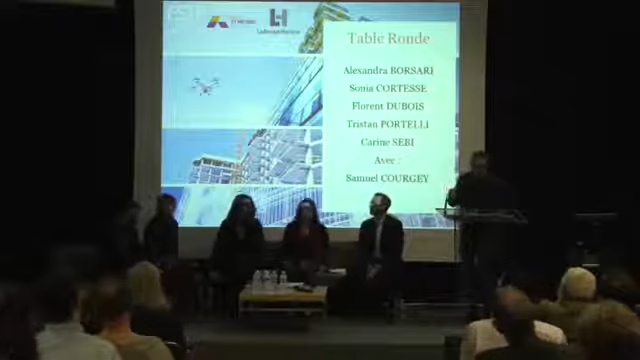 Table Ronde
Alexandra BORSARI
Sonia CORTESSE
Florent DUBOIS
Tristan PORTELLI
Carine SEBI
Avec :
Samuel COURGEY